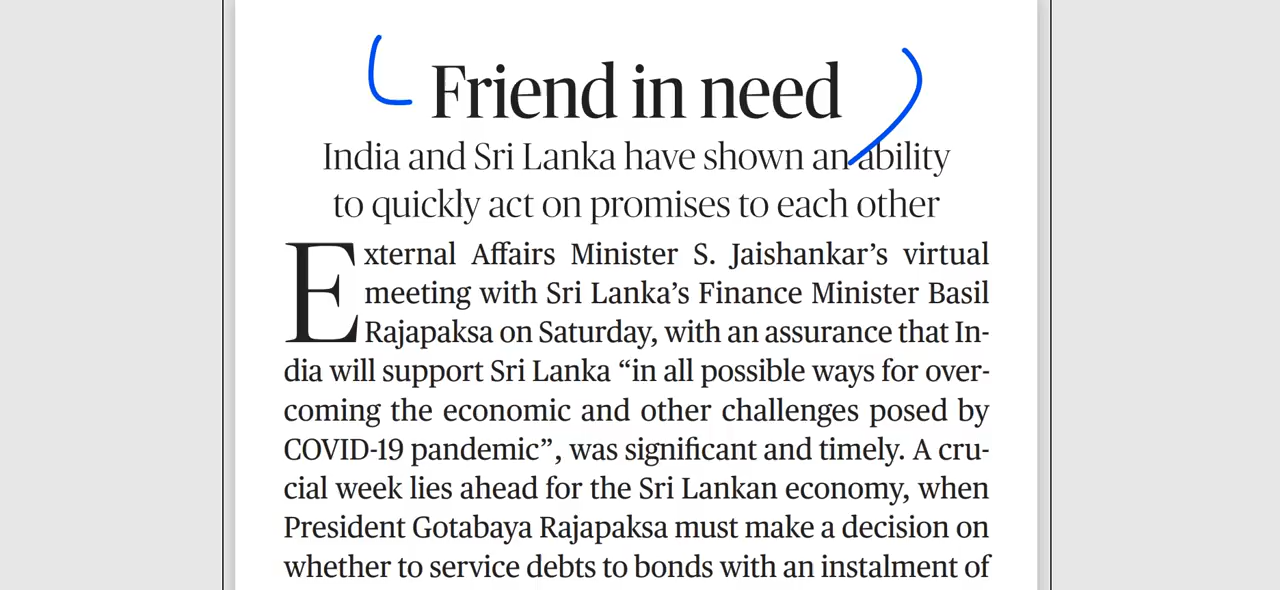 Friend in need
India and Sri Lanka have shown an ability
to quickly act on promises to each other
External Affairs Minister S. Jaishankar’s virtual
meeting with Sri Lanka’s Finance Minister Basil
Rajapaksa on Saturday, with an assurance that In-
dia will support Sri Lanka “in all possible ways for over-
coming the economic and other challenges posed by
COVID-19 pandemic”, was significant and timely. A cru-
cial week lies ahead for the Sri Lankan economy, when
President Gotabaya Rajapaksa must make a decision on
whether to service debts to bonds with an instalment of